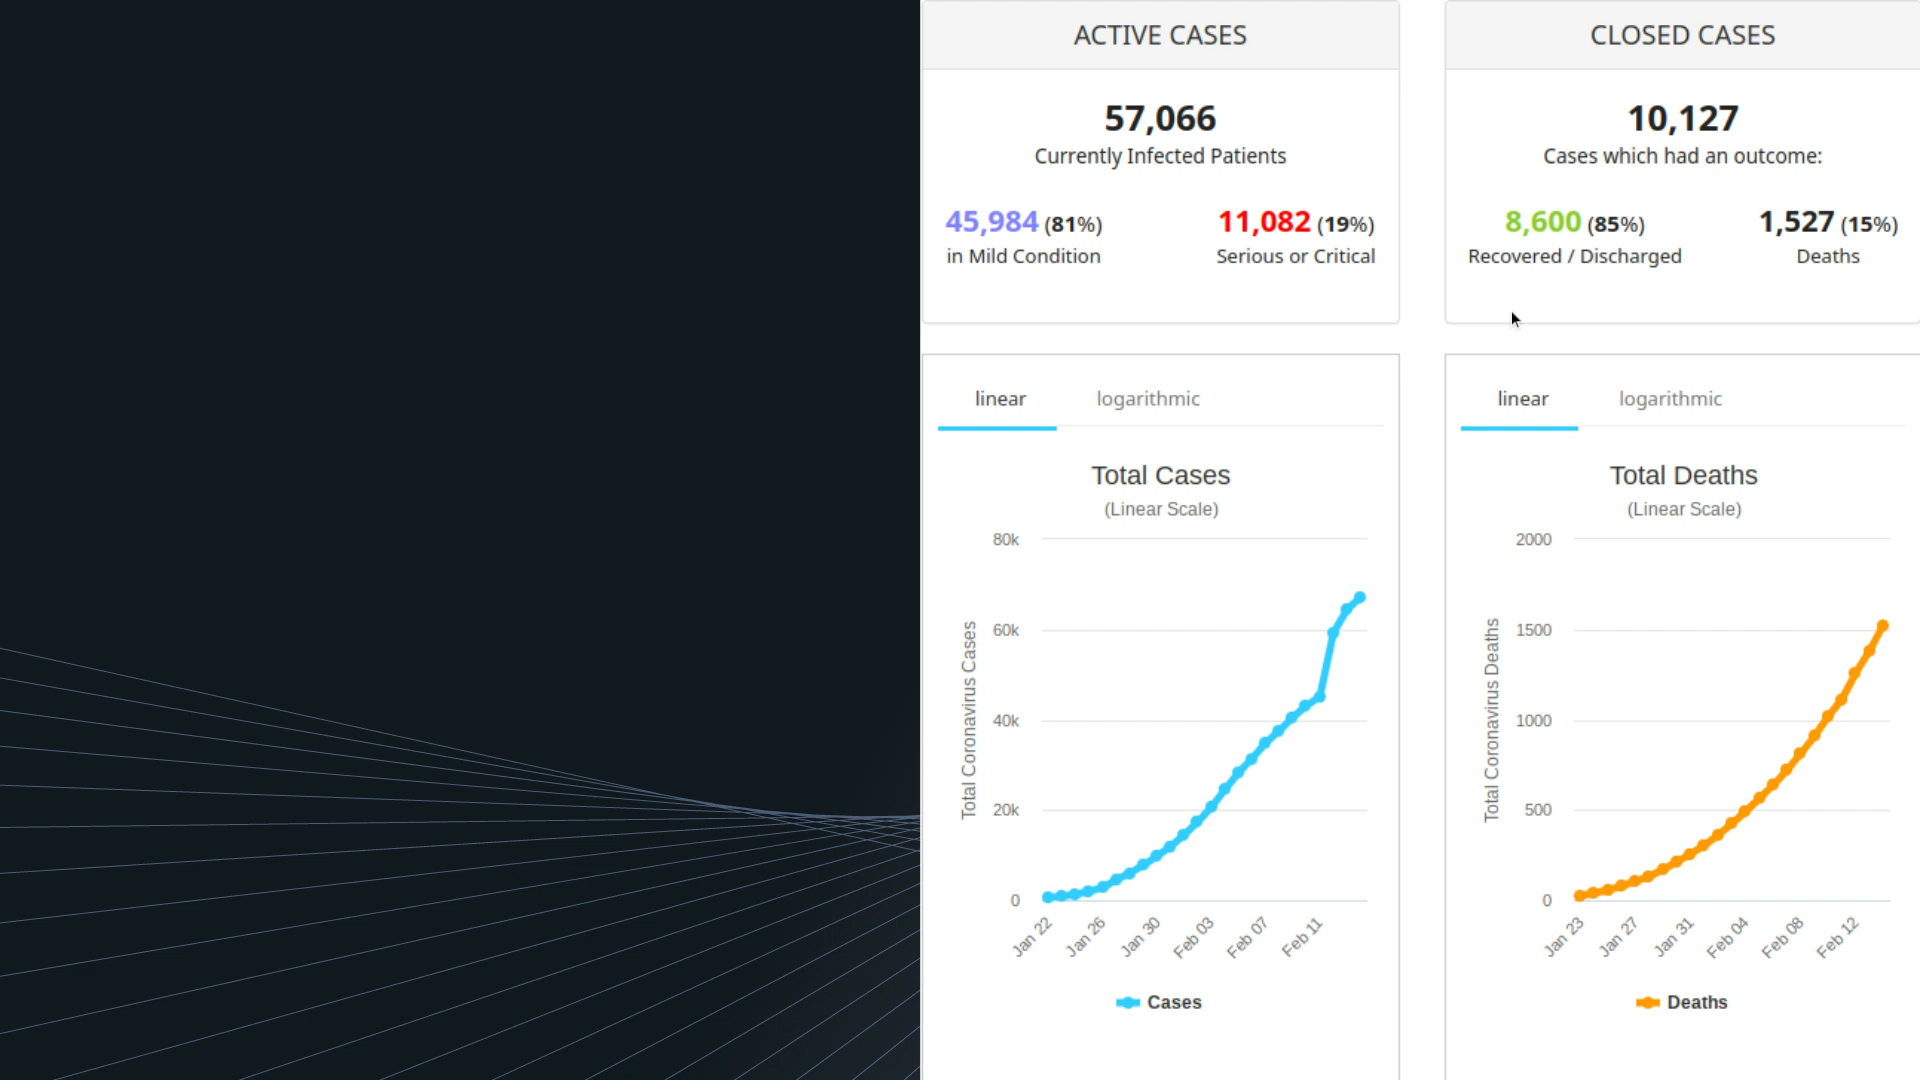 ACTIVE CASES
57,066
Currently Infected Patients
45,984 (81%)
in Mild Condition
11,082 (19%)
Serious or Critical
CLOSED CASES
10,127
Cases which had an outcome:
8,600 (85%)
Recovered / Discharged
1,527 (15%)
Deaths
linear logarithmic
Total Cases
(Linear Scale)
Total Coronavirus Cases
80k
60k
40k
20k
0
Jan 22 Jan 26 Jan 30 Feb 03 Feb 07 Feb 11
Cases
linear logarithmic
Total Deaths
(Linear Scale)
Total Coronavirus Deaths
2000
1500
1000
500
0
Jan 23 Jan 27 Jan 31 Feb 04 Feb 08 Feb 12
Deaths